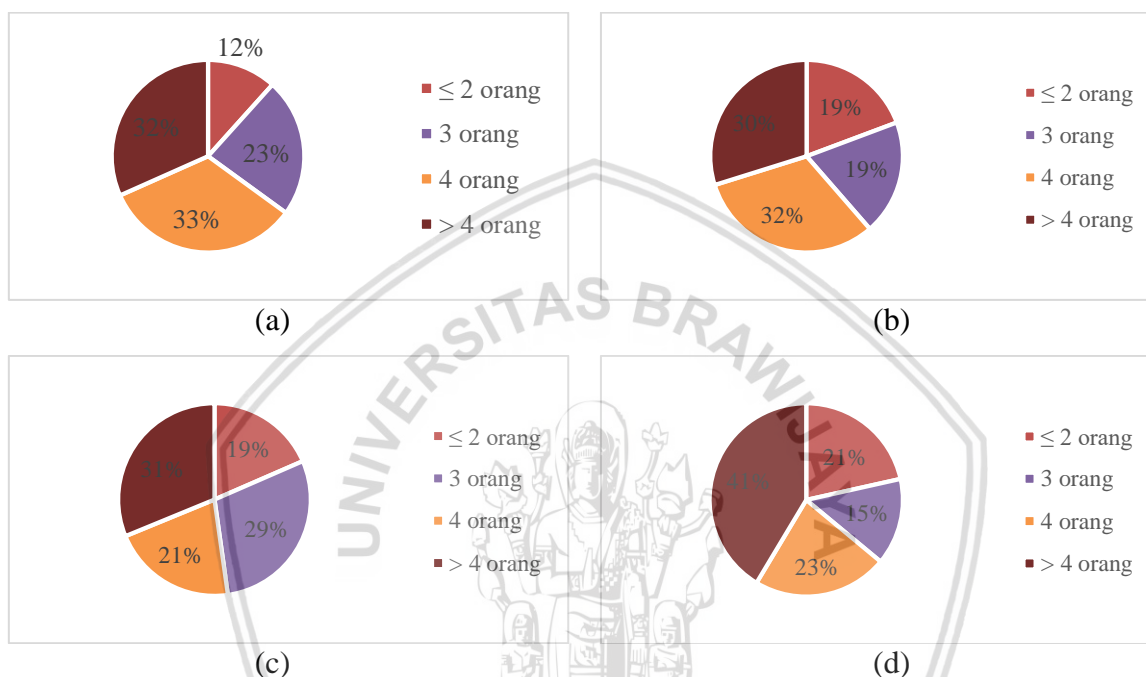 12%
32%
23%
33%
≤ 2 orang
3 orang
4 orang
> 4 orang
(a)
19%
30%
19%
32%
≤ 2 orang
3 orang
4 orang
> 4 orang
(b)
UNIVERSITAS BRAWIJAYA
19%
31%
29%
21%
≤ 2 orang
3 orang
4 orang
> 4 orang
(c)
21%
41%
15%
23%
≤ 2 orang
3 orang
4 orang
> 4 orang
(d)